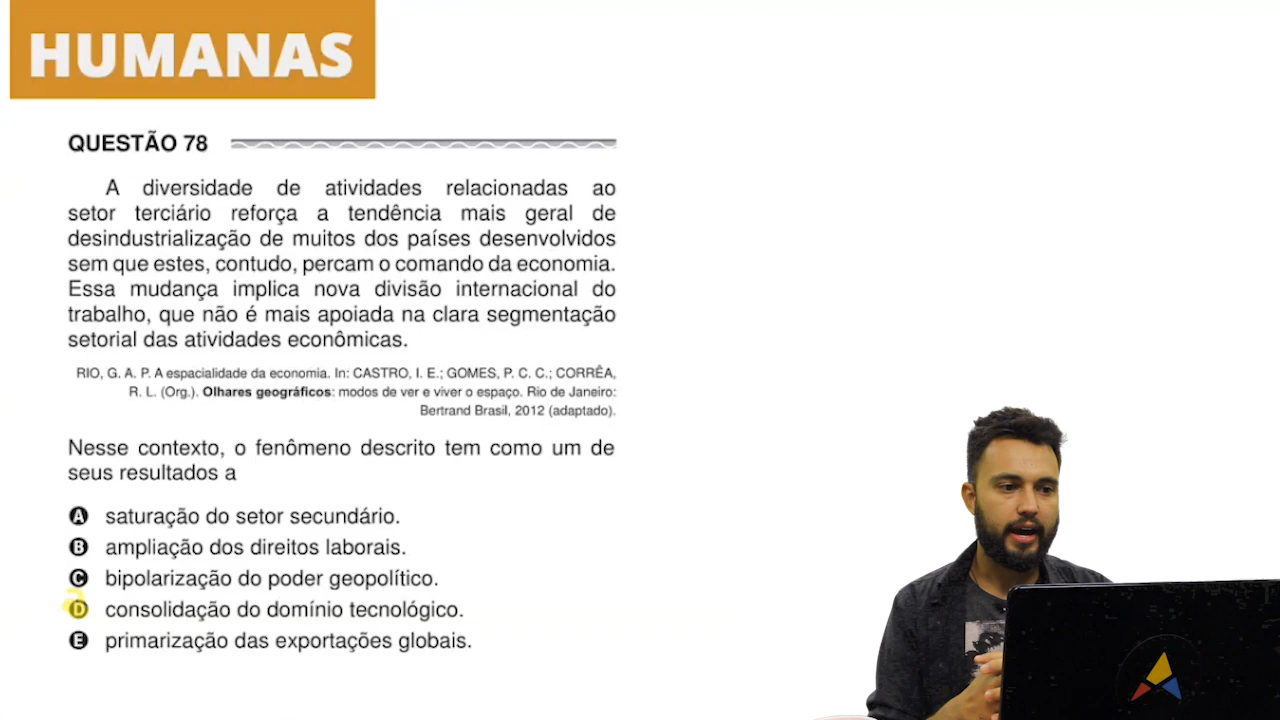 HUMANAS
QUESTÃO 78
A diversidade de atividades relacionadas ao
setor terciário reforça a tendência mais geral de
desindustrialização de muitos dos países desenvolvidos
sem que estes, contudo, percam o comando da economia.
Essa mudança implica nova divisão internacional do
trabalho, que não é mais apoiada na clara segmentação
setorial das atividades econômicas.
RIO, G. A. P. A espacialidade da economia. In: CASTRO, I. E.; GOMES, P. C. C.; CORRÊA,
R. L. (Org.). Olhares geográficos: modos de ver e viver o espaço. Rio de Janeiro:
Bertrand Brasil, 2012 (adaptado).
Nesse contexto, o fenômeno descrito tem como um de
seus resultados a
A saturação do setor secundário.
B ampliação dos direitos laborais.
C bipolarização do poder geopolítico.
D consolidação do domínio tecnológico.
E primarização das exportações globais.